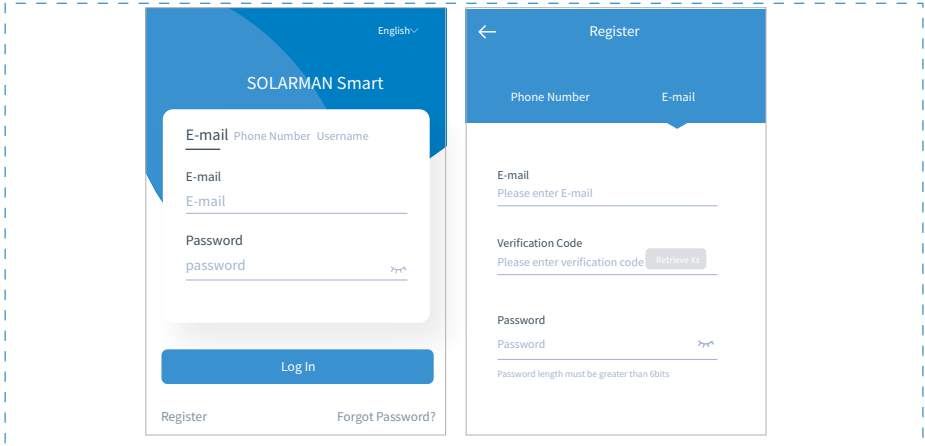 English
SOLARMAN Smart
E-mail Phone Number Username
E-mail
E-mail
Password
password
Log In
Register Forgot Password?
Register
Phone Number E-mail
E-mail
Please enter E-mail
Verification Code
Please enter verification code Retrieve Xs
Password
Password
Password length must be greater than 6bits